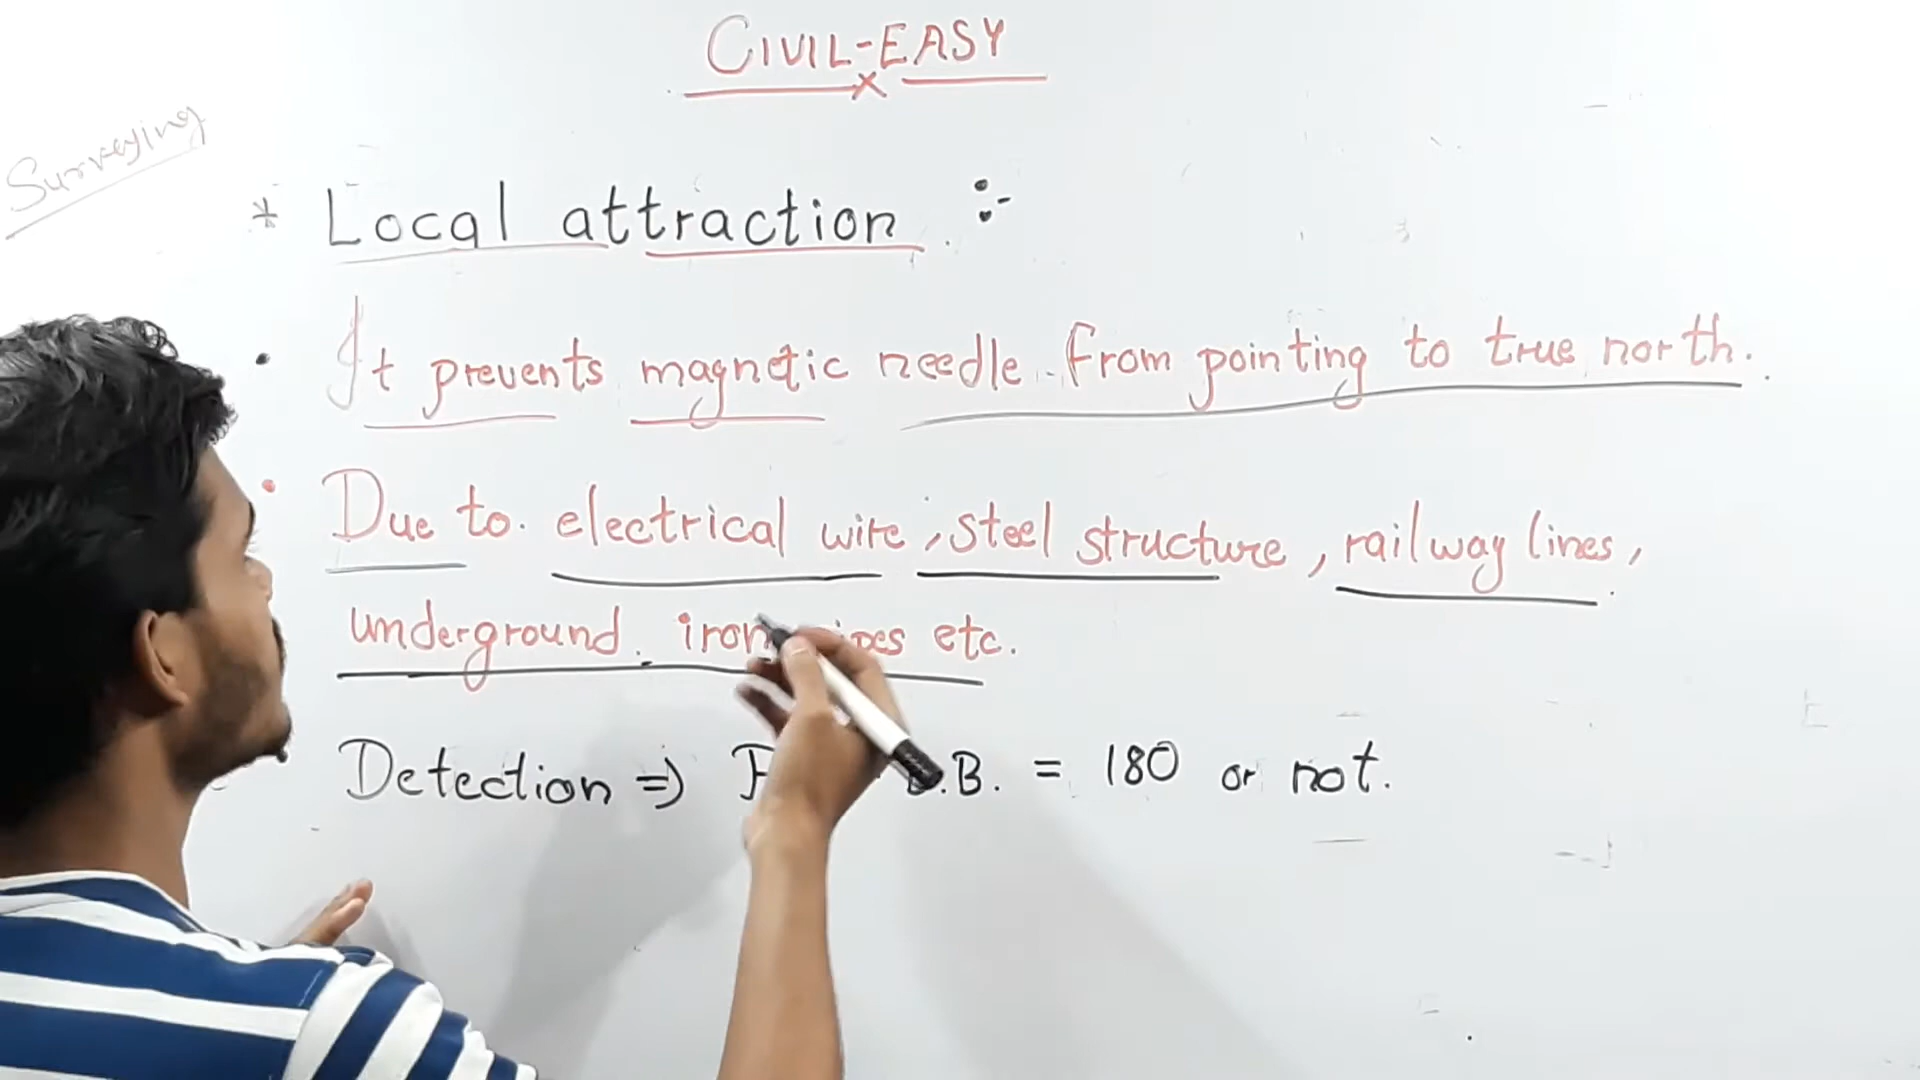 CIVIL-EASY
Surveying
* Local attraction :-
• It prevents magnetic needle from pointing to true north.
• Due to electrical wire, steel structure, railway lines,
underground iron etc.
Detection => B. = 180 or not.